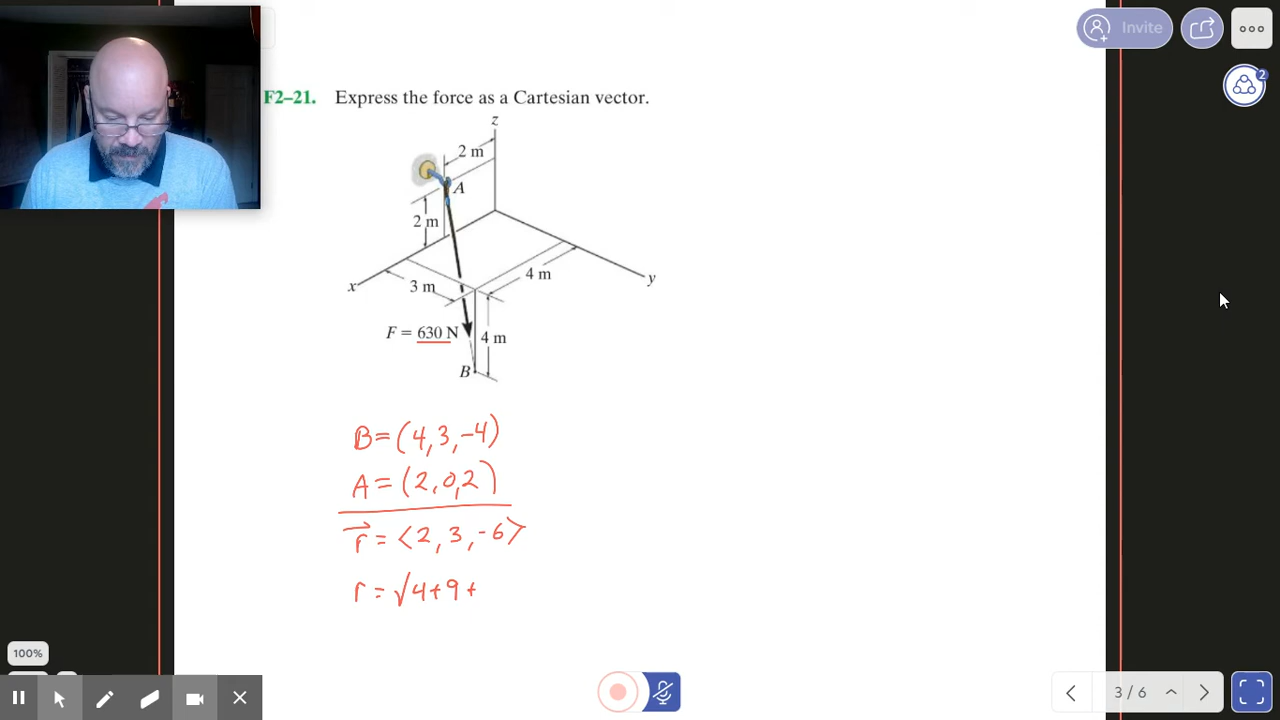 Invite
2
F2–21. Express the force as a Cartesian vector.
z
2 m
A
2 m
4 m
y
x
3 m
F = 630 N
4 m
B
B=(4,3,-4)
A=(2,0,2)
r = <2,3,-6>
r = √4+9+
100%
3 / 6